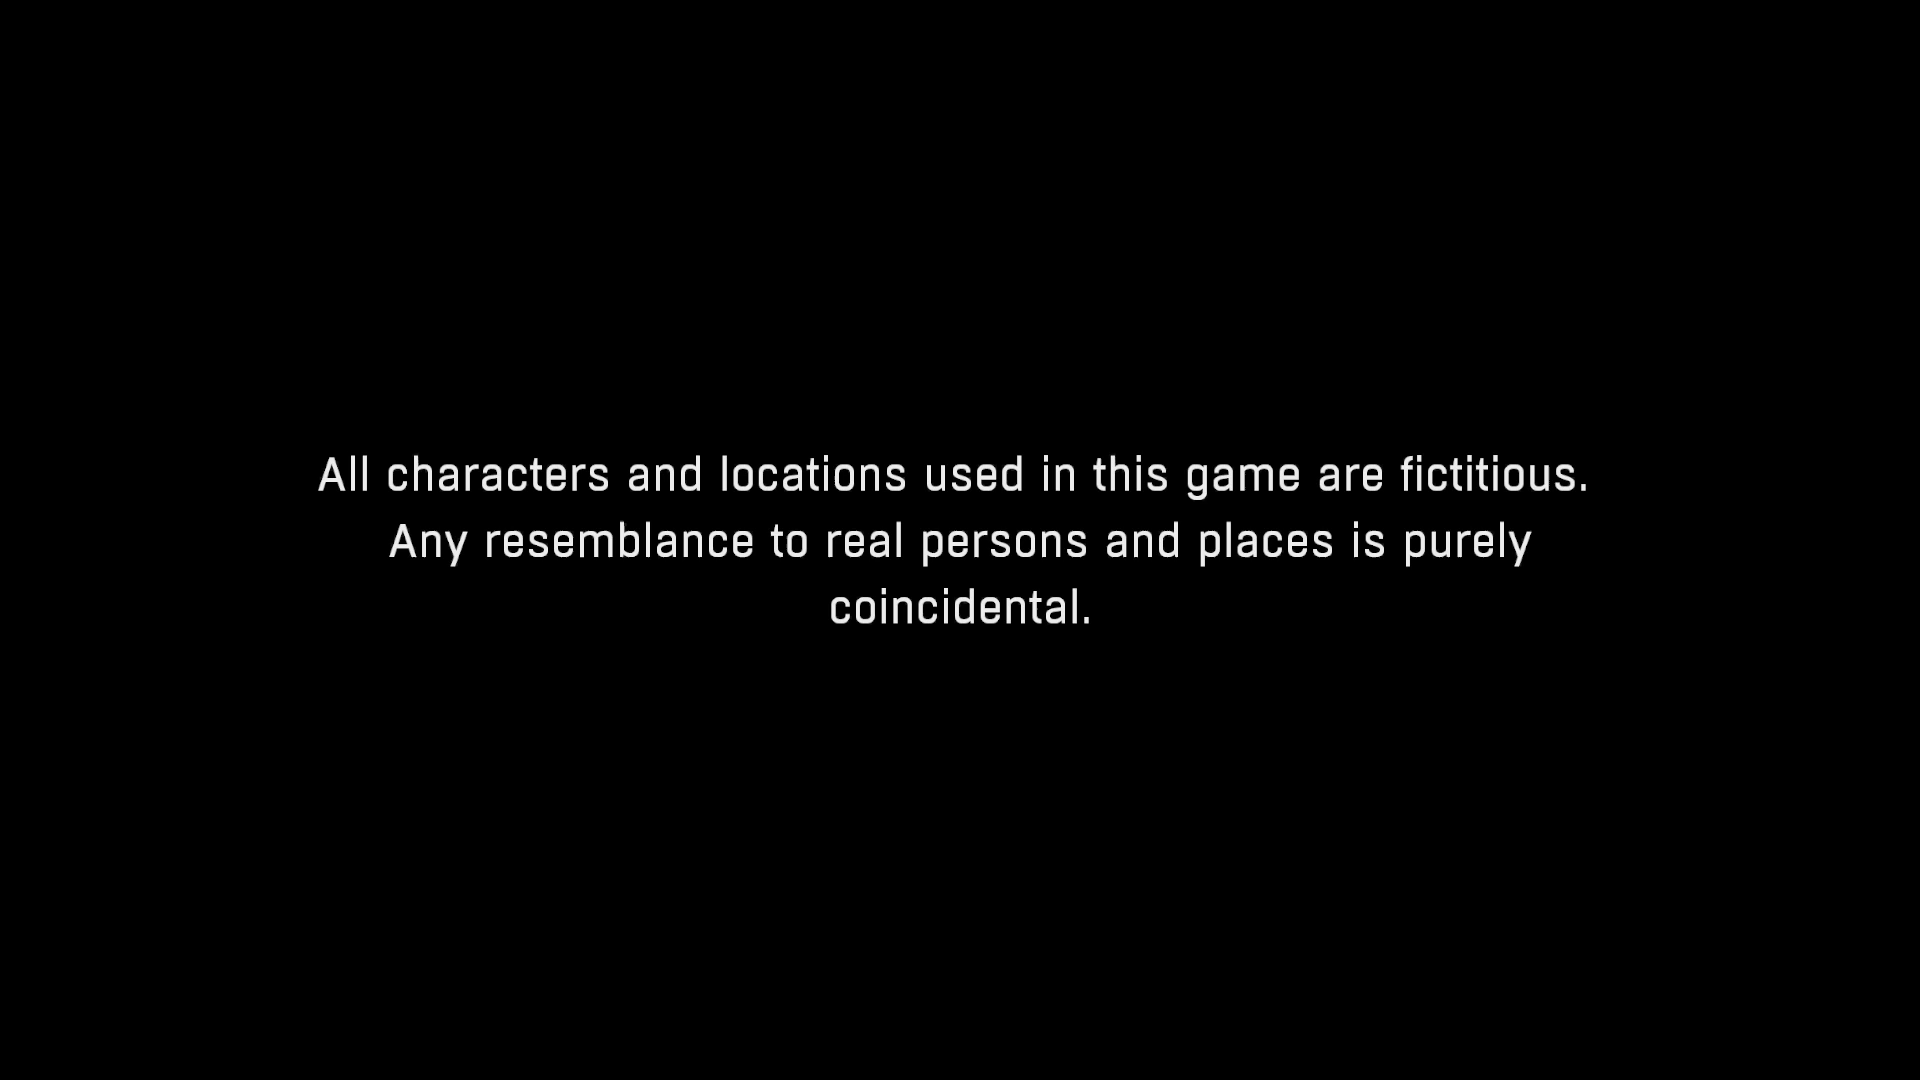 All characters and locations used in this game are fictitious.
Any resemblance to real persons and places is purely
coincidental.